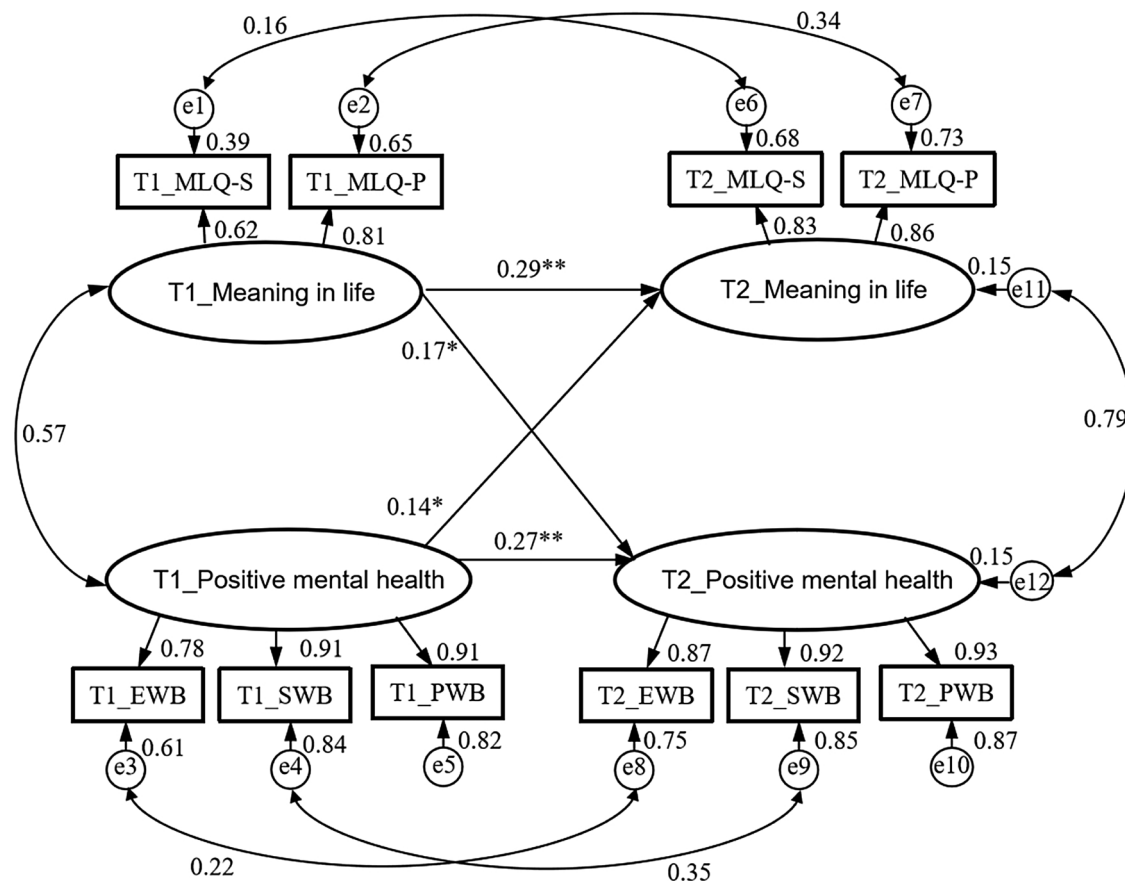 0.16
0.34
e1
e2
e6
e7
0.39
0.65
0.68
0.73
T1_MLQ-S
T1_MLQ-P
T2_MLQ-S
T2_MLQ-P
0.62
0.81
0.83
0.86
T1_Meaning in life
0.29**
T2_Meaning in life
0.15
e11
0.17*
0.57
0.79
0.14*
0.27**
T1_Positive mental health
T2_Positive mental health
0.15
e12
0.78
0.91
0.91
0.87
0.92
0.93
T1_EWB
T1_SWB
T1_PWB
T2_EWB
T2_SWB
T2_PWB
0.61
0.84
0.82
0.75
0.85
0.87
e3
e4
e5
e8
e9
e10
0.22
0.35